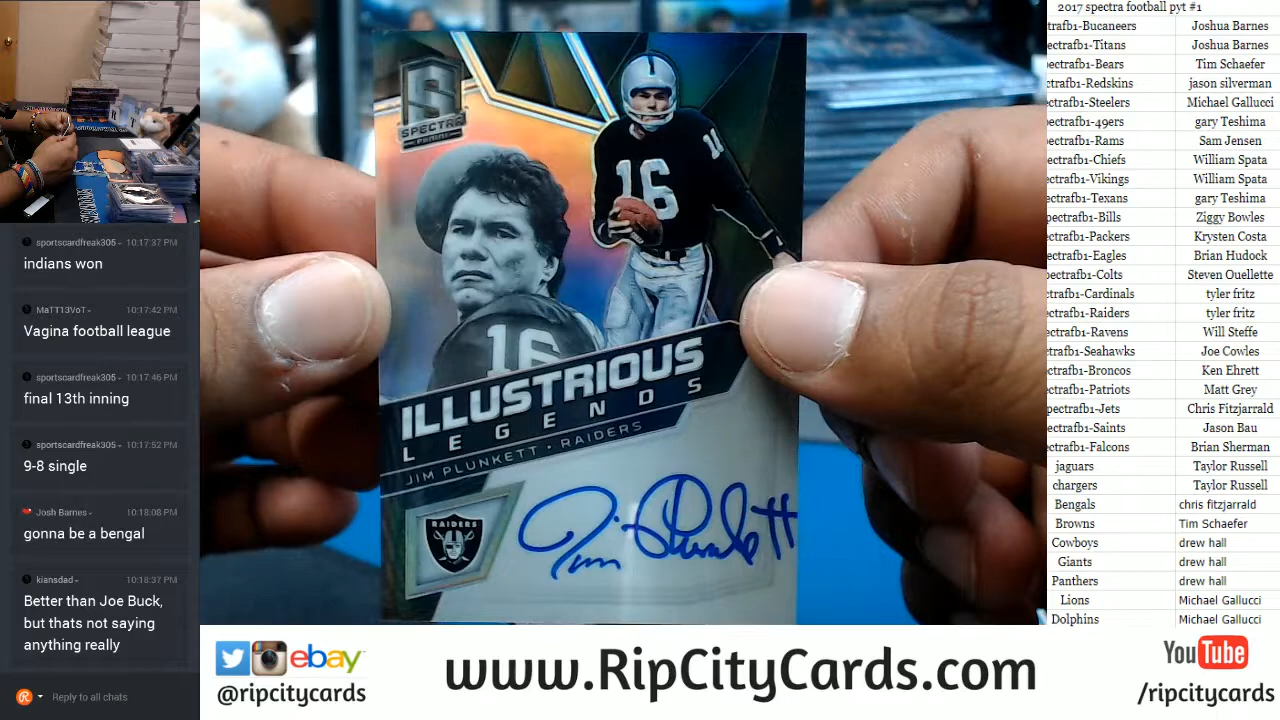 sportscardfreak305 10:17:37 PM
indians won
MaTT13VoT 10:17:42 PM
Vagina football league
sportscardfreak305 10:17:46 PM
final 13th inning
sportscardfreak305 10:17:52 PM
9-8 single
Josh Barnes 10:18:08 PM
gonna be a bengal
kiansdad 10:18:37 PM
Better than Joe Buck,
but thats not saying
anything really
Reply to all chats
S
SPECTRA
16
16
16
ILLUSTRIOUS
LEGENDS
JIM PLUNKETT • RAIDERS
RAIDERS
Jim Plunkett
2017 spectra football pyt #1
trafb1-Bucaneers Joshua Barnes
ectrafb1-Titans Joshua Barnes
ectrafb1-Bears Tim Schaefer
ctrafb1-Redskins jason silverman
ectrafb1-Steelers Michael Gallucci
ectrafb1-49ers gary Teshima
ectrafb1-Rams Sam Jensen
ectrafb1-Chiefs William Spata
ectrafb1-Vikings William Spata
ectrafb1-Texans gary Teshima
pectrafb1-Bills Ziggy Bowles
ectrafb1-Packers Krysten Costa
ectrafb1-Eagles Brian Hudock
ectrafb1-Colts Steven Ouellette
ctrafb1-Cardinals tyler fritz
ectrafb1-Raiders tyler fritz
ectrafb1-Ravens Will Steffe
ctrafb1-Seahawks Joe Cowles
ectrafb1-Broncos Ken Ehrett
ectrafb1-Patriots Matt Grey
pectrafb1-Jets Chris Fitzjarrald
ectrafb1-Saints Jason Bau
ectrafb1-Falcons Brian Sherman
jaguars Taylor Russell
chargers Taylor Russell
Bengals chris fitzjarrald
Browns Tim Schaefer
Cowboys drew hall
Giants drew hall
Panthers drew hall
Lions Michael Gallucci
Dolphins Michael Gallucci
ebay
@ripcitycards
www.RipCityCards.com
YouTube
/ripcitycards